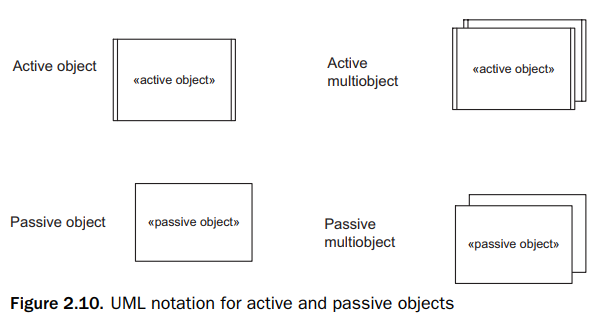 Active object
«active object»
Active
multiobject
«active object»
Passive object
«passive object»
Passive
multiobject
«passive object»
Figure 2.10. UML notation for active and passive objects